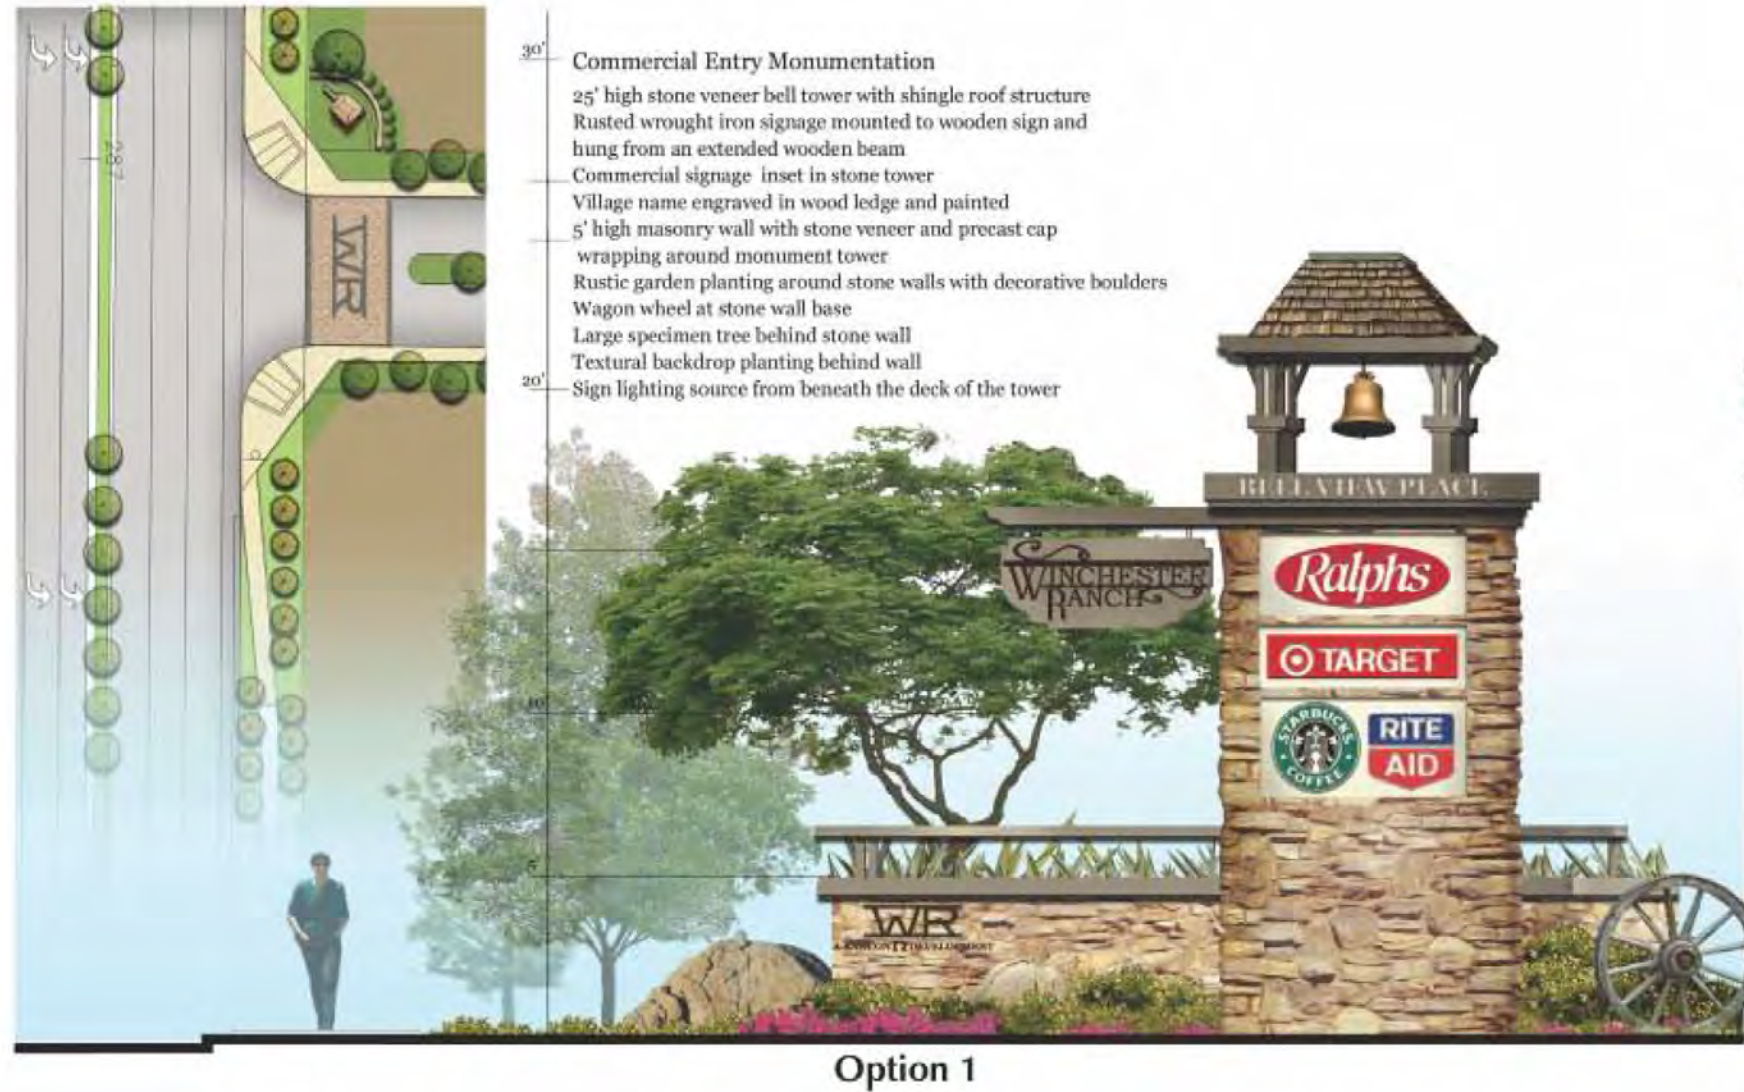 30'
Commercial Entry Monumentation
25' high stone veneer bell tower with shingle roof structure
Rusted wrought iron signage mounted to wooden sign and
hung from an extended wooden beam
Commercial signage inset in stone tower
Village name engraved in wood ledge and painted
5' high masonry wall with stone veneer and precast cap
wrapping around monument tower
Rustic garden planting around stone walls with decorative boulders
Wagon wheel at stone wall base
Large specimen tree behind stone wall
Textural backdrop planting behind wall
20'
Sign lighting source from beneath the deck of the tower
287
WR
BELLVIEW PLACE
WINCHESTER
RANCH
Ralphs
TARGET
STARBUCKS
COFFEE
RITE
AID
10'
5'
WR
Option 1